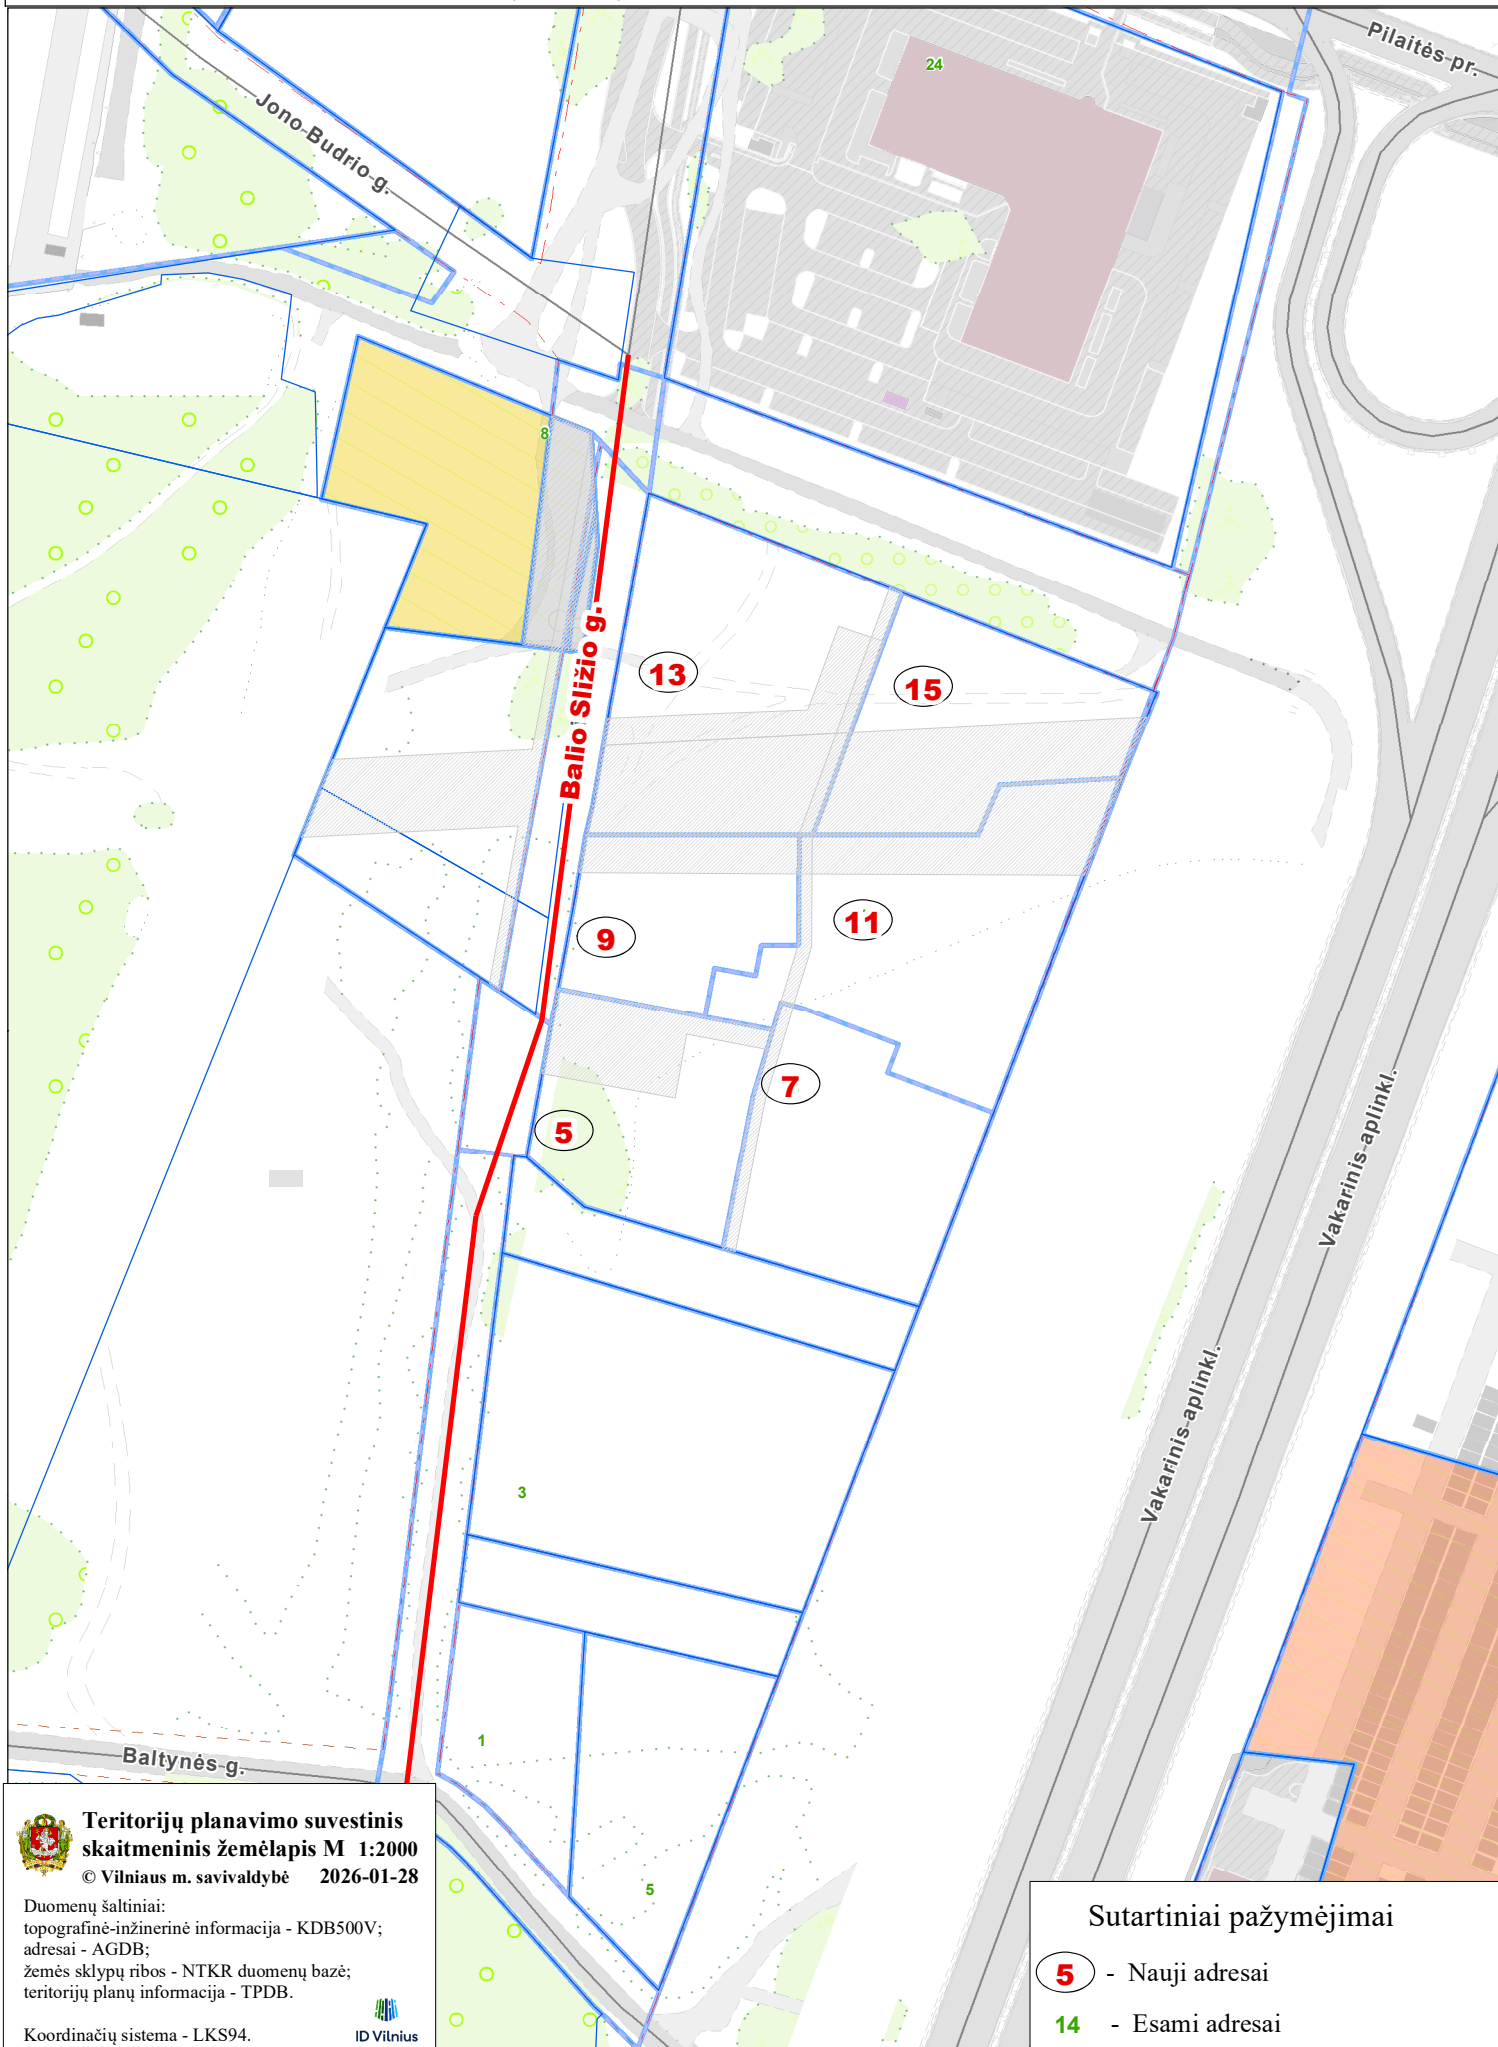 Pilaitės pr.
24
Jono Budrio g.
8
Balio Sližio g.
13
15
9
11
7
5
Vakarinis aplinkl.
Vakarinis aplinkl.
3
1
5
Baltynės g.
Teritorijų planavimo suvestinis
skaitmeninis žemėlapis M 1:2000
© Vilniaus m. savivaldybė 2026-01-28
Duomenų šaltiniai:
topografinė-inžinerinė informacija - KDB500V;
adresai - AGDB;
žemės sklypų ribos - NTKR duomenų bazė;
teritorijų planų informacija - TPDB.
Koordinačių sistema - LKS94.
ID Vilnius
Sutartiniai pažymėjimai
5 - Nauji adresai
14 - Esami adresai